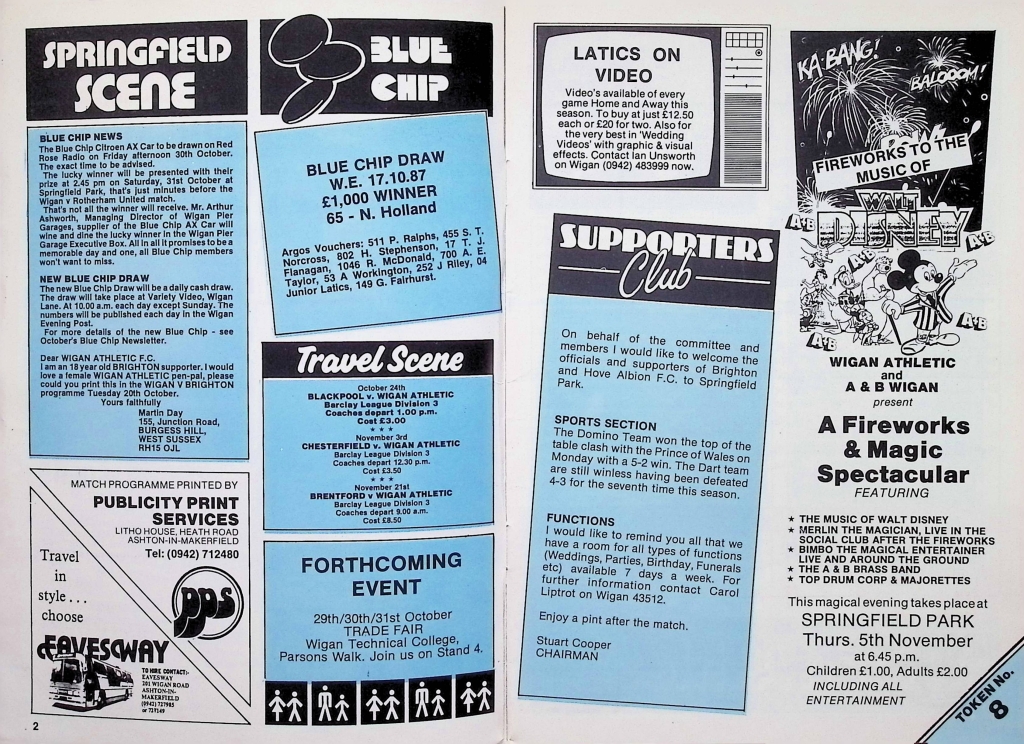 SPRINGFIELD
SCENE
BLUE CHIP NEWS
The Blue Chip Citroen AX Car to be drawn on Red
Rose Radio on Friday afternoon 30th October.
The exact time to be advised.
The lucky winner will be presented with their
prize at 2.45 pm on Saturday, 31st October at
Springfield Park, that's just minutes before the
Wigan v Rotherham United match.
That's not all the winner will receive. Mr. Arthur
Ashworth, Managing Director of Wigan Pier
Garages, supplier of the Blue Chip AX Car will
wine and dine the lucky winner in the Wigan Pier
Garage Executive Box. All in all it promises to be a
memorable day and one, all Blue Chip members
won't want to miss.
NEW BLUE CHIP DRAW
The new Blue Chip Draw will be a daily cash draw.
The draw will take place at Variety Video, Wigan
Lane. At 10.00 a.m. each day except Sunday. The
numbers will be published each day in the Wigan
Evening Post.
For more details of the new Blue Chip - see
October's Blue Chip Newsletter.
Dear WIGAN ATHLETIC F.C.
I am an 18 year old BRIGHTON supporter. I would
love a female WIGAN ATHLETIC pen-pal, please
could you print this in the WIGAN V BRIGHTON
programme Tuesday 20th October.
Yours faithfully
Martin Day
155, Junction Road,
BURGESS HILL,
WEST SUSSEX
RH15 OJL
MATCH PROGRAMME PRINTED BY
PUBLICITY PRINT
SERVICES
LITHO HOUSE, HEATH ROAD
ASHTON-IN-MAKERFIELD
Tel: (0942) 712480
pps
Travel
in
style...
choose
EAVESWAY
TO HIRE CONTACT:-
EAVESWAY
201 WIGAN ROAD
ASHTON-IN-
MAKERFIELD
(0942) 727985
or 727149
2
BLUE
CHIP
BLUE CHIP DRAW
W.E. 17.10.87
£1,000 WINNER
65 - N. Holland
Argos Vouchers: 511 P. Ralphs, 455 S. T.
Norcross, 802 H. Stephenson, 17 T. J.
Flanagan, 1046 R. McDonald, 700 A. E.
Taylor, 53 A Workington, 252 J Riley, 04
Junior Latics, 149 G. Fairhurst.
Travel Scene
October 24th
BLACKPOOL v. WIGAN ATHLETIC
Barclay League Division 3
Coaches depart 1.00 p.m.
Cost £3.00
★ ★ ★
November 3rd
CHESTERFIELD v. WIGAN ATHLETIC
Barclay League Division 3
Coaches depart 12.30 p.m.
Cost £3.50
★ ★ ★
November 21st
BRENTFORD v WIGAN ATHLETIC
Barclay League Division 3
Coaches depart 9.00 a.m.
Cost £8.50
FORTHCOMING
EVENT
29th/30th/31st October
TRADE FAIR
Wigan Technical College,
Parsons Walk. Join us on Stand 4.
LATICS ON
VIDEO
Video's available of every
game Home and Away this
season. To buy at just £12.50
each or £20 for two. Also for
the very best in 'Wedding
Videos' with graphic & visual
effects. Contact Ian Unsworth
on Wigan (0942) 483999 now.
SUPPORTERS
Club
On behalf of the committee and
members I would like to welcome the
officials and supporters of Brighton
and Hove Albion F.C. to Springfield
Park.
SPORTS SECTION
The Domino Team won the top of the
table clash with the Prince of Wales on
Monday with a 5-2 win. The Dart team
are still winless having been defeated
4-3 for the seventh time this season.
FUNCTIONS
I would like to remind you all that we
have a room for all types of functions
(Weddings, Parties, Birthday, Funerals
etc) available 7 days a week. For
further information contact Carol
Liptrot on Wigan 43512.
Enjoy a pint after the match.
Stuart Cooper
CHAIRMAN
KA·BANG!
BALOOOM!
FIREWORKS TO THE
MUSIC OF
WALT
DISNEY
A&B
A&B
A&B
A&B
A&B
WIGAN ATHLETIC
and
A & B WIGAN
present
A Fireworks
& Magic
Spectacular
FEATURING
★ THE MUSIC OF WALT DISNEY
★ MERLIN THE MAGICIAN, LIVE IN THE
SOCIAL CLUB AFTER THE FIREWORKS
★ BIMBO THE MAGICAL ENTERTAINER
LIVE AND AROUND THE GROUND
★ THE A & B BRASS BAND
★ TOP DRUM CORP & MAJORETTES
This magical evening takes place at
SPRINGFIELD PARK
Thurs. 5th November
at 6.45 p.m.
Children £1.00, Adults £2.00
INCLUDING ALL
ENTERTAINMENT
TOKEN No.
8